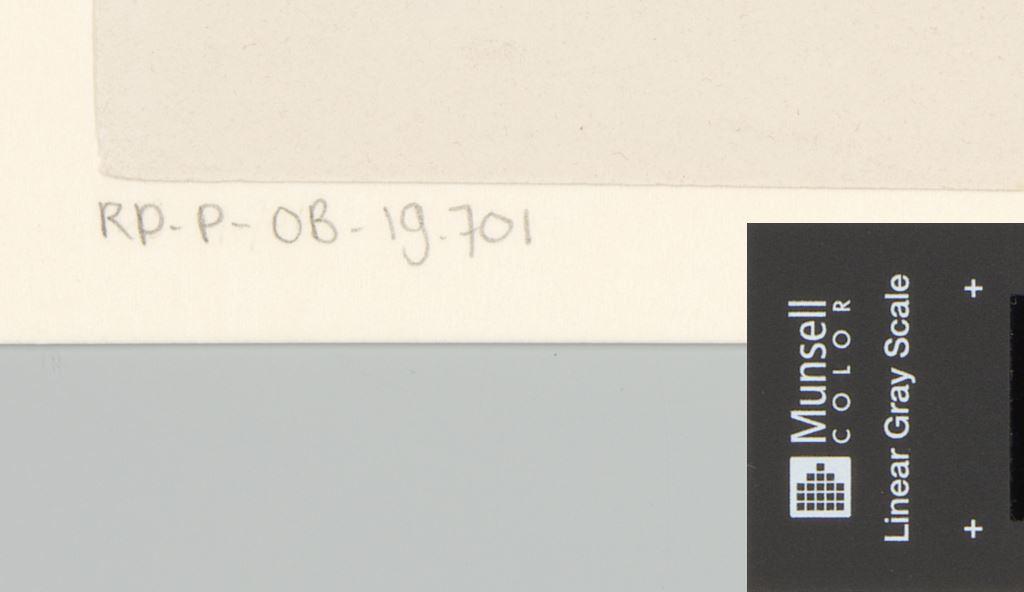 RP-P-OB-19.701
Munsell
COLOR
Linear Gray Scale